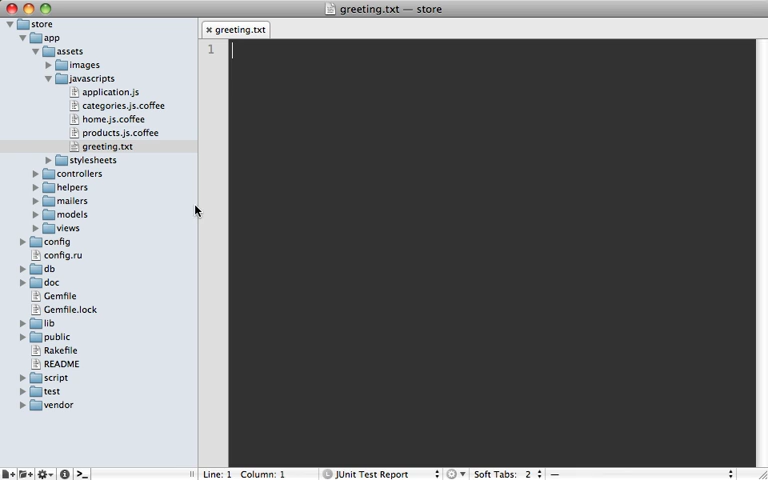 greeting.txt — store
store
app
assets
images
javascripts
application.js
categories.js.coffee
home.js.coffee
products.js.coffee
greeting.txt
stylesheets
controllers
helpers
mailers
models
views
config
config.ru
db
doc
Gemfile
Gemfile.lock
lib
public
Rakefile
README
script
test
vendor
greeting.txt
1
Line: 1 Column: 1
JUnit Test Report
Soft Tabs: 2
—